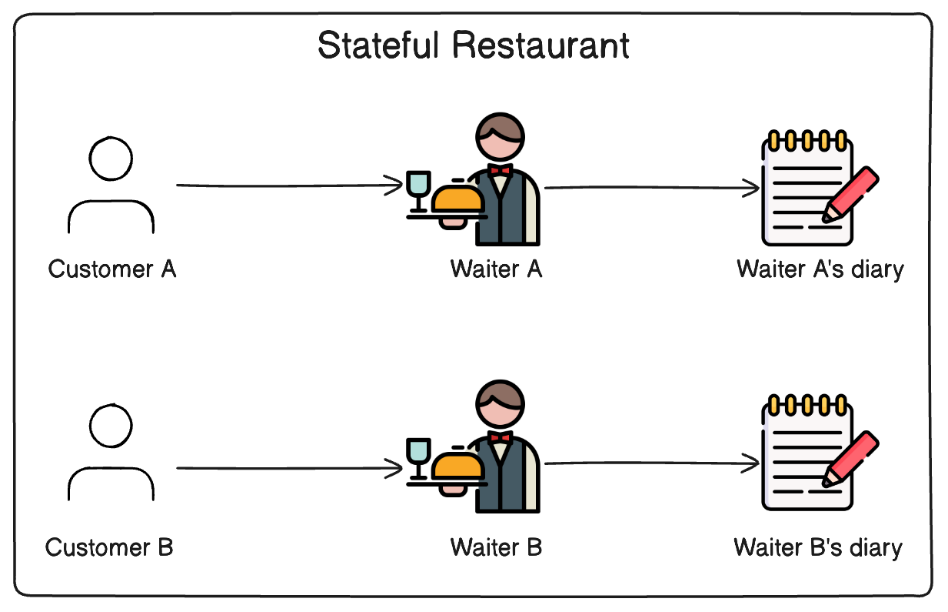 Stateful Restaurant
Customer A
Waiter A
Waiter A's diary
Customer B
Waiter B
Waiter B's diary